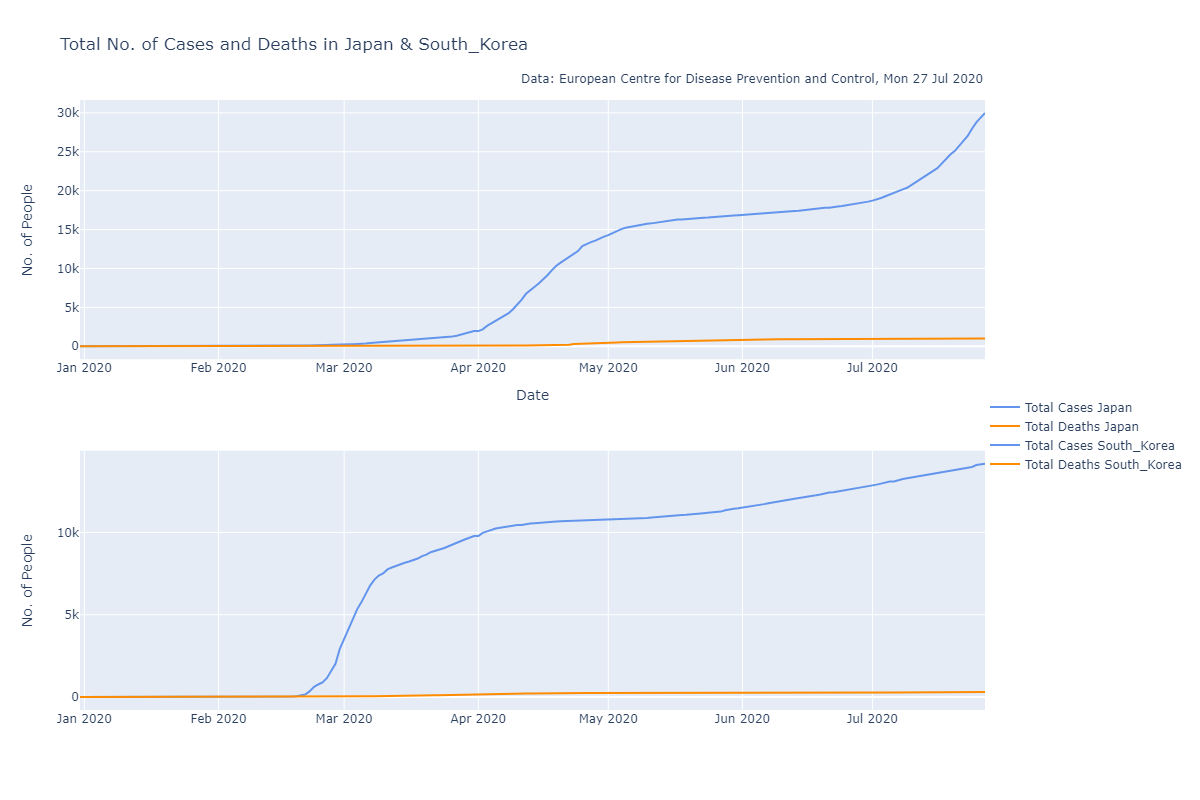 Total No. of Cases and Deaths in Japan & South_Korea
Data: European Centre for Disease Prevention and Control, Mon 27 Jul 2020
No. of People
30k
25k
20k
15k
10k
5k
0
Jan 2020 Feb 2020 Mar 2020 Apr 2020 May 2020 Jun 2020 Jul 2020
Date
Total Cases Japan
Total Deaths Japan
Total Cases South_Korea
Total Deaths South_Korea
No. of People
10k
5k
0
Jan 2020 Feb 2020 Mar 2020 Apr 2020 May 2020 Jun 2020 Jul 2020